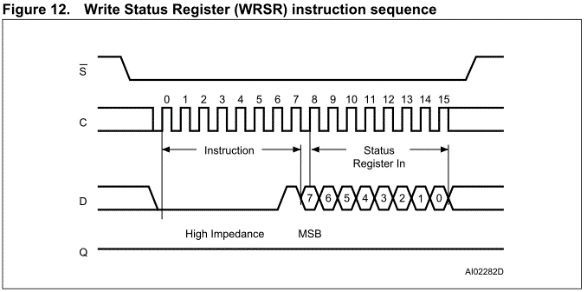 Figure 12. Write Status Register (WRSR) instruction sequence
S
0 1 2 3 4 5 6 7 8 9 10 11 12 13 14 15
C
Instruction
Status
Register In
D
7 6 5 4 3 2 1 0
High Impedance
MSB
Q
AI02282D